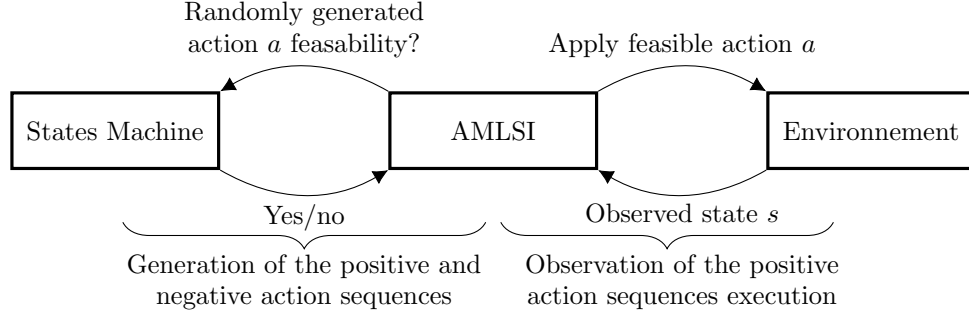 Randomly generated
action a feasability?
Apply feasible action a
States Machine
AMLSI
Environnement
Yes/no
Observed state s
Generation of the positive and
negative action sequences
Observation of the positive
action sequences execution